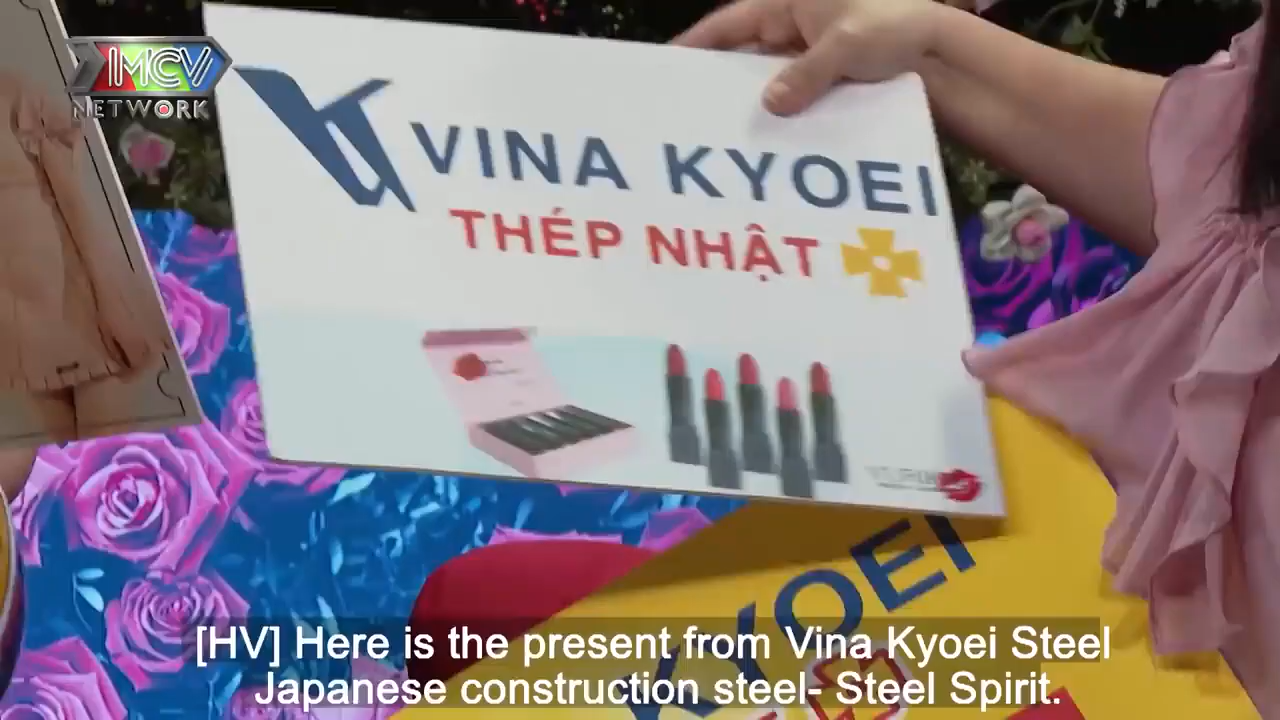 MCV
NETWORK
VINA KYOEI
THÉP NHẬT
KYOEI
[HV] Here is the present from Vina Kyoei Steel
Japanese construction steel- Steel Spirit.